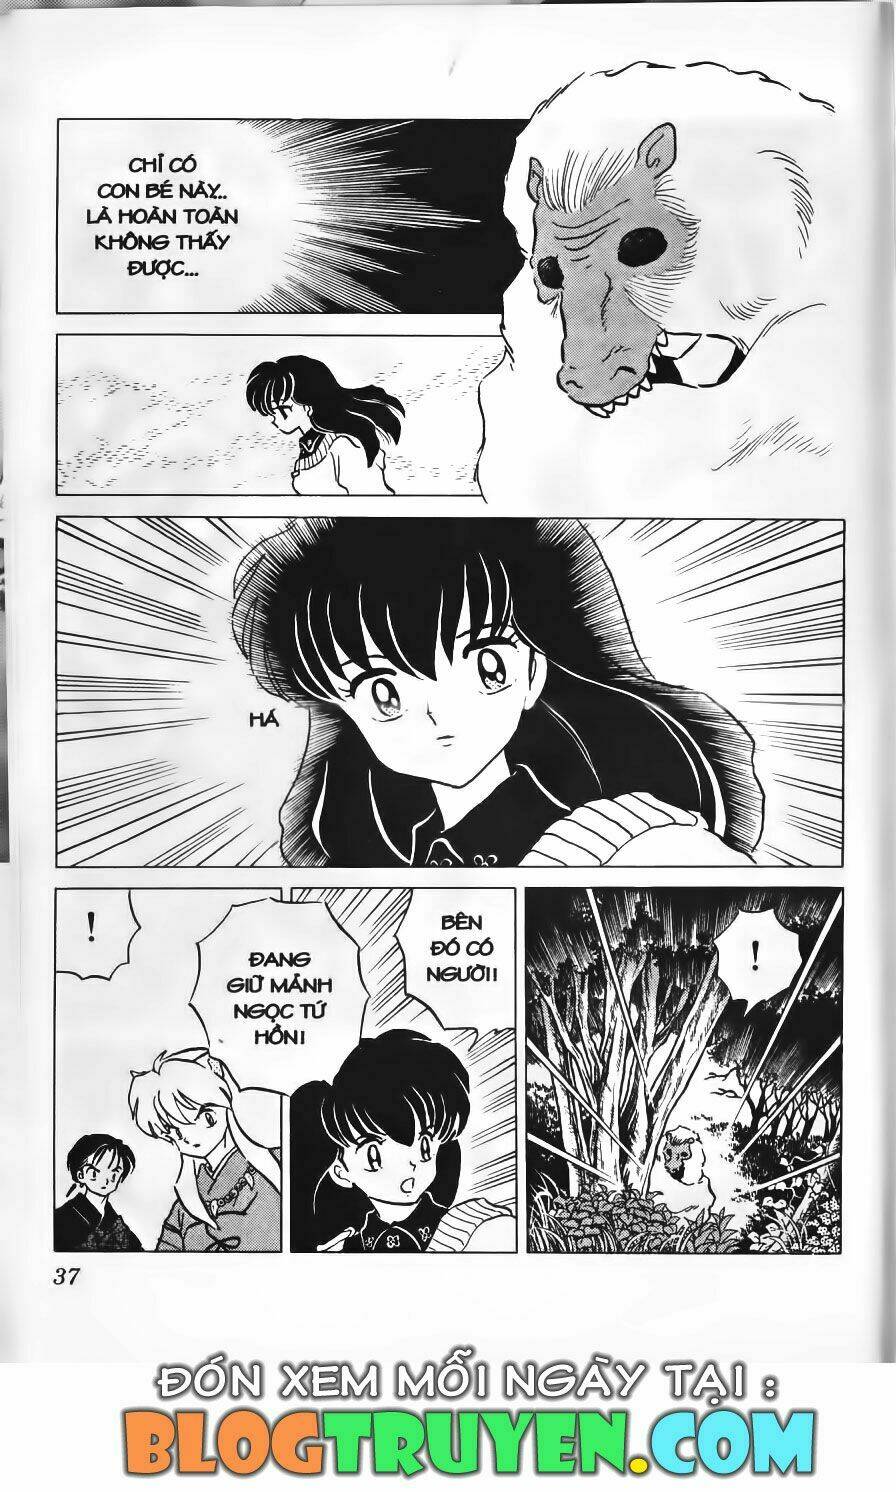 CHỈ CÓ
CON BÉ NÀY...
LÀ HOÀN TOÀN
KHÔNG THẤY
ĐƯỢC...
HÁ
!
ĐANG
GIỮ MẢNH
NGỌC TỨ
HỒN!
BÊN
ĐÓ CÓ
NGƯỜI!!
!
37
ĐÓN XEM MỖI NGÀY TẠI :
BLOGTRUYEN.COM